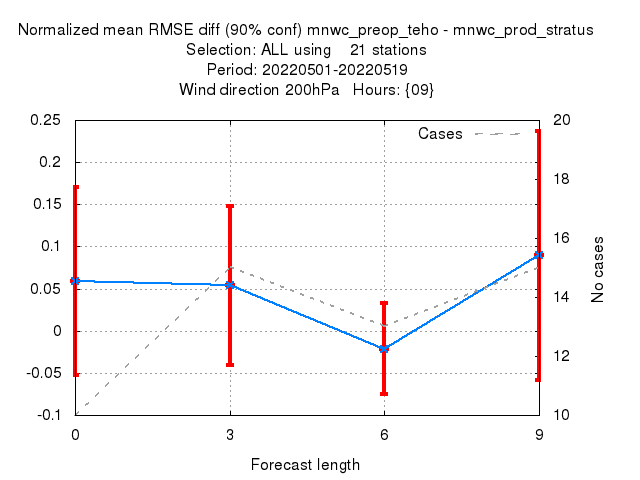 Normalized mean RMSE diff (90% conf) mnwc_preop_teho - mnwc_prod_stratus
Selection: ALL using    21 stations
Period: 20220501-20220519
Wind direction 200hPa   Hours: {09}
Cases
0.25
0.2
0.15
0.1
0.05
0
-0.05
-0.1
20
18
16
14
12
10
No cases
0
3
6
9
Forecast length